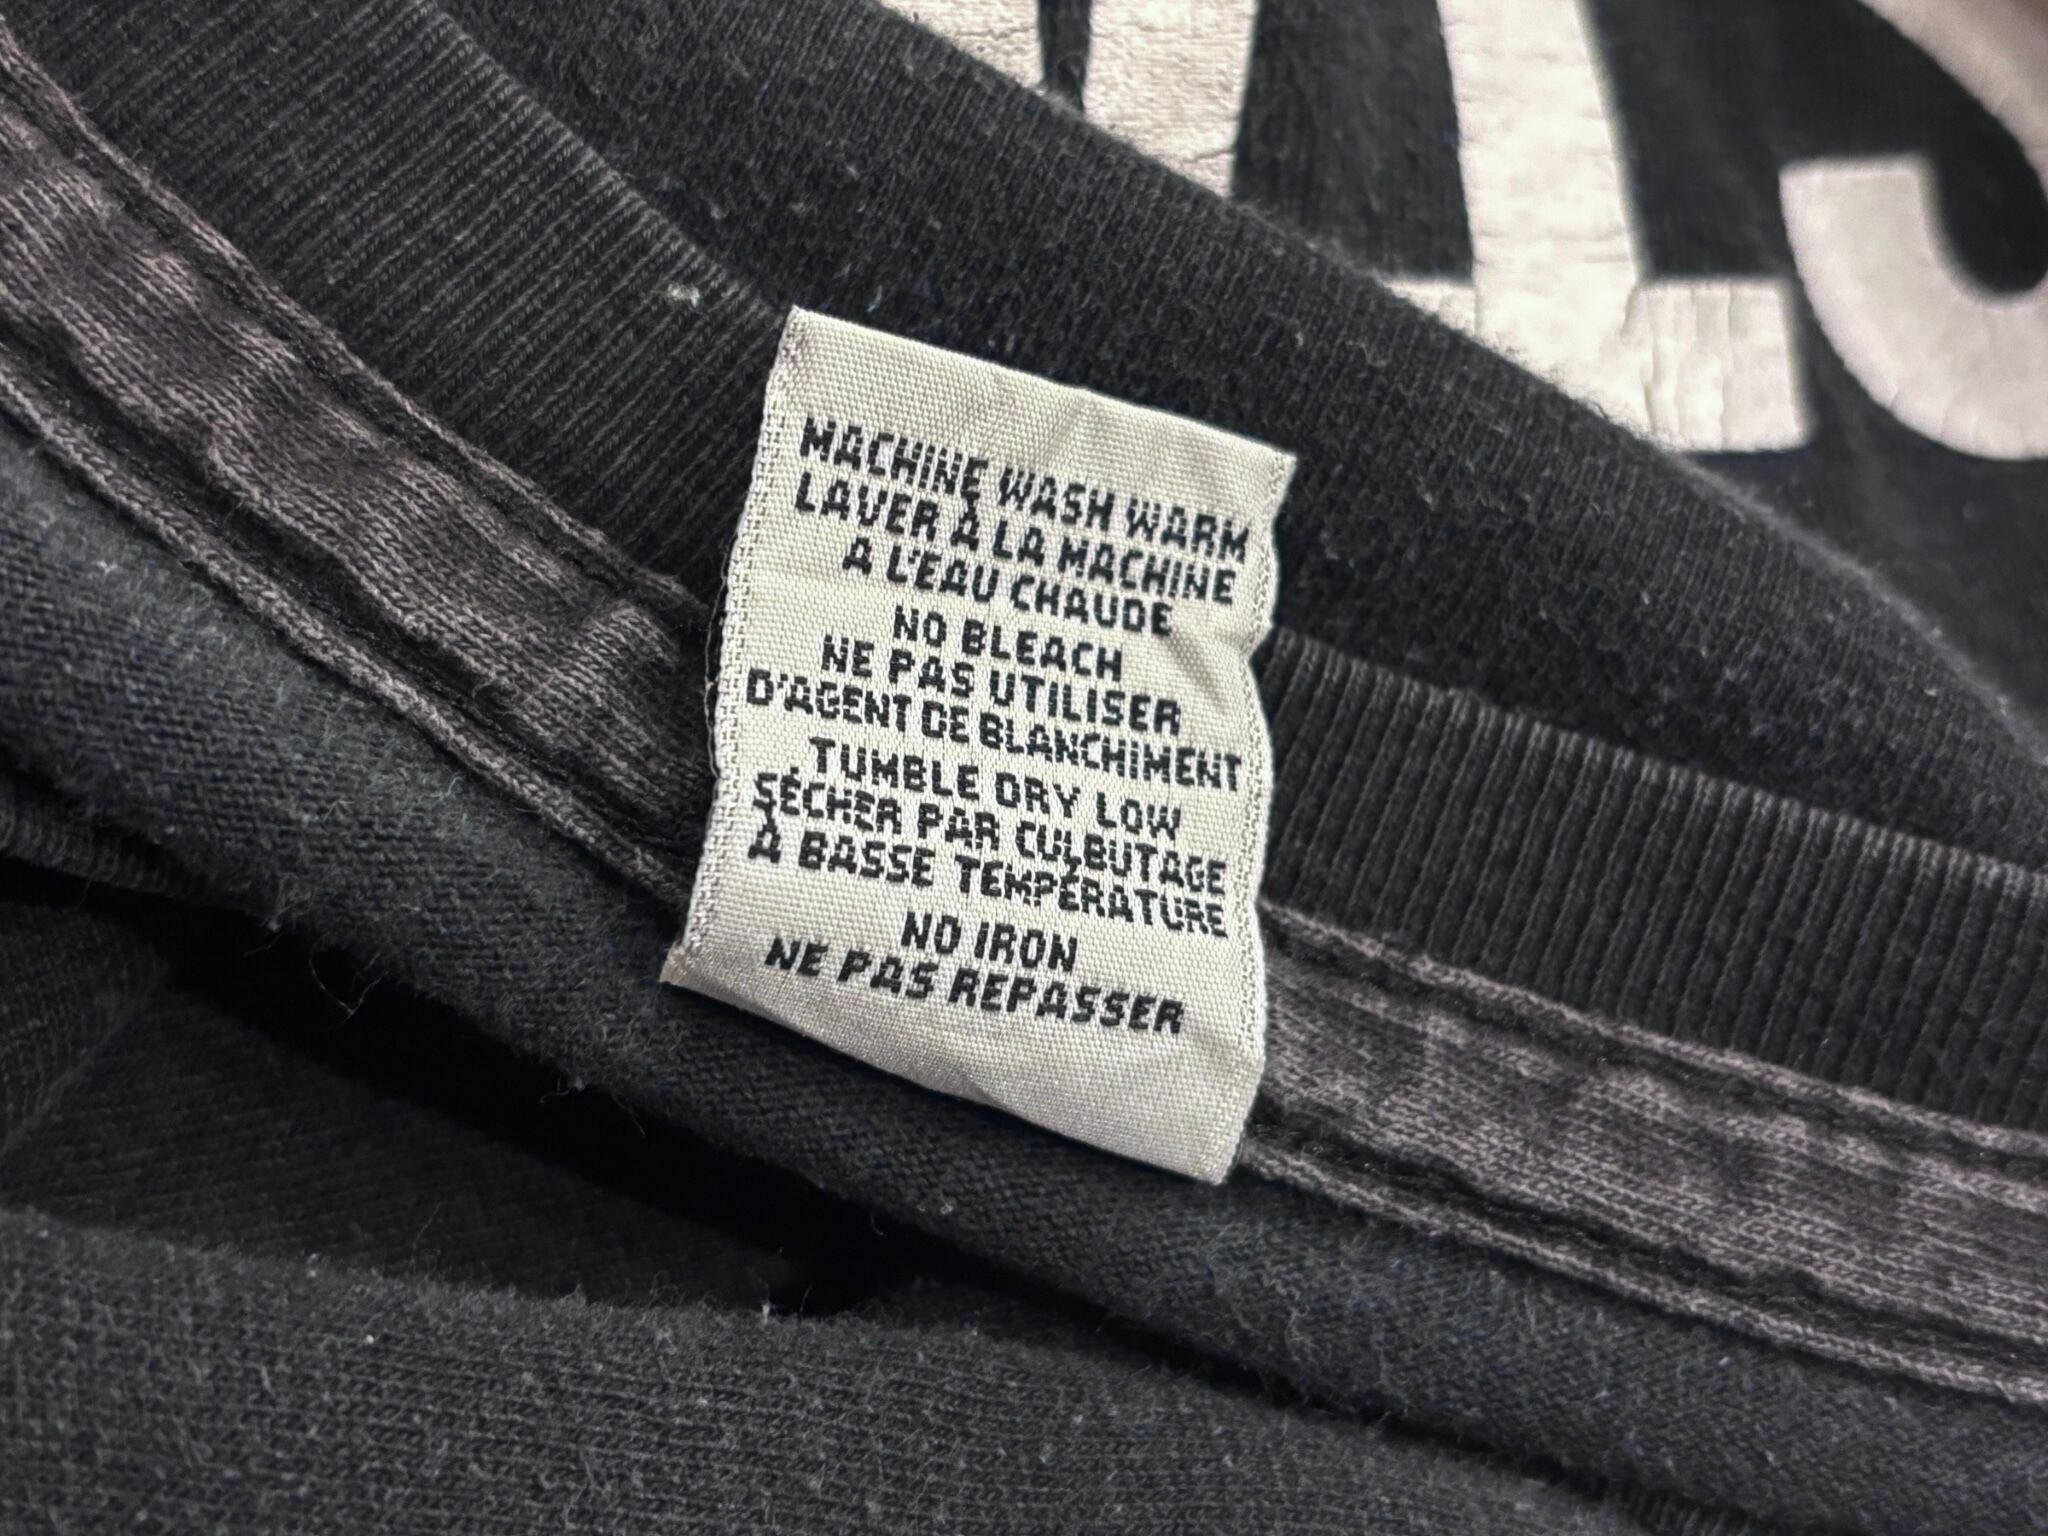 MACHINE WASH WARM
LAVER À LA MACHINE
A L'EAU CHAUDE
NO BLEACH
NE PAS UTILISER
D'AGENT DE BLANCHIMENT
TUMBLE DRY LOW
SÉCHER PAR CULBUTAGE
À BASSE TEMPÉRATURE
NO IRON
NE PAS REPASSER